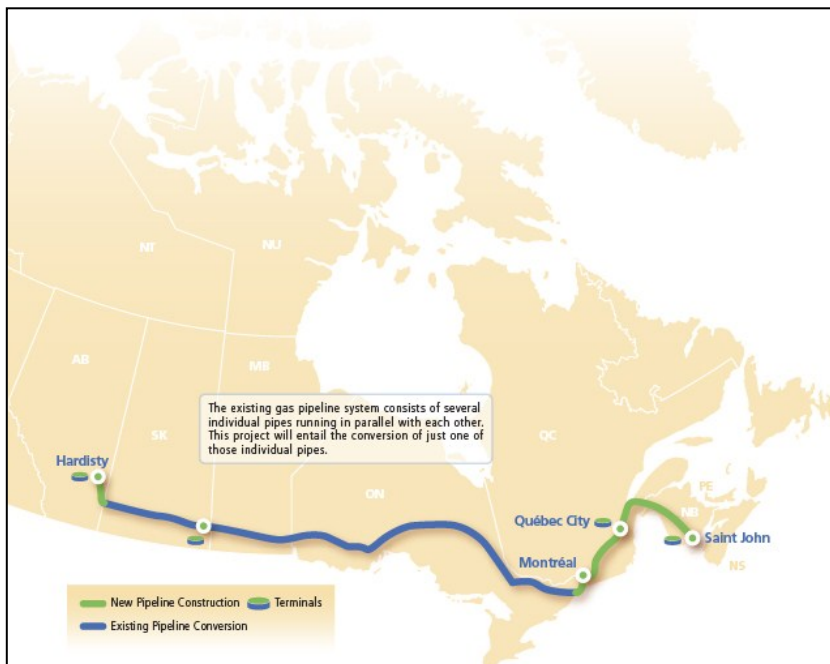 NT
NU
AB
MB
The existing gas pipeline system consists of several
individual pipes running in parallel with each other.
This project will entail the conversion of just one of
those individual pipes.
SK
QC
Hardisty
ON
PE
NB
Québec City
Saint John
Montréal
NS
New Pipeline Construction
Terminals
Existing Pipeline Conversion